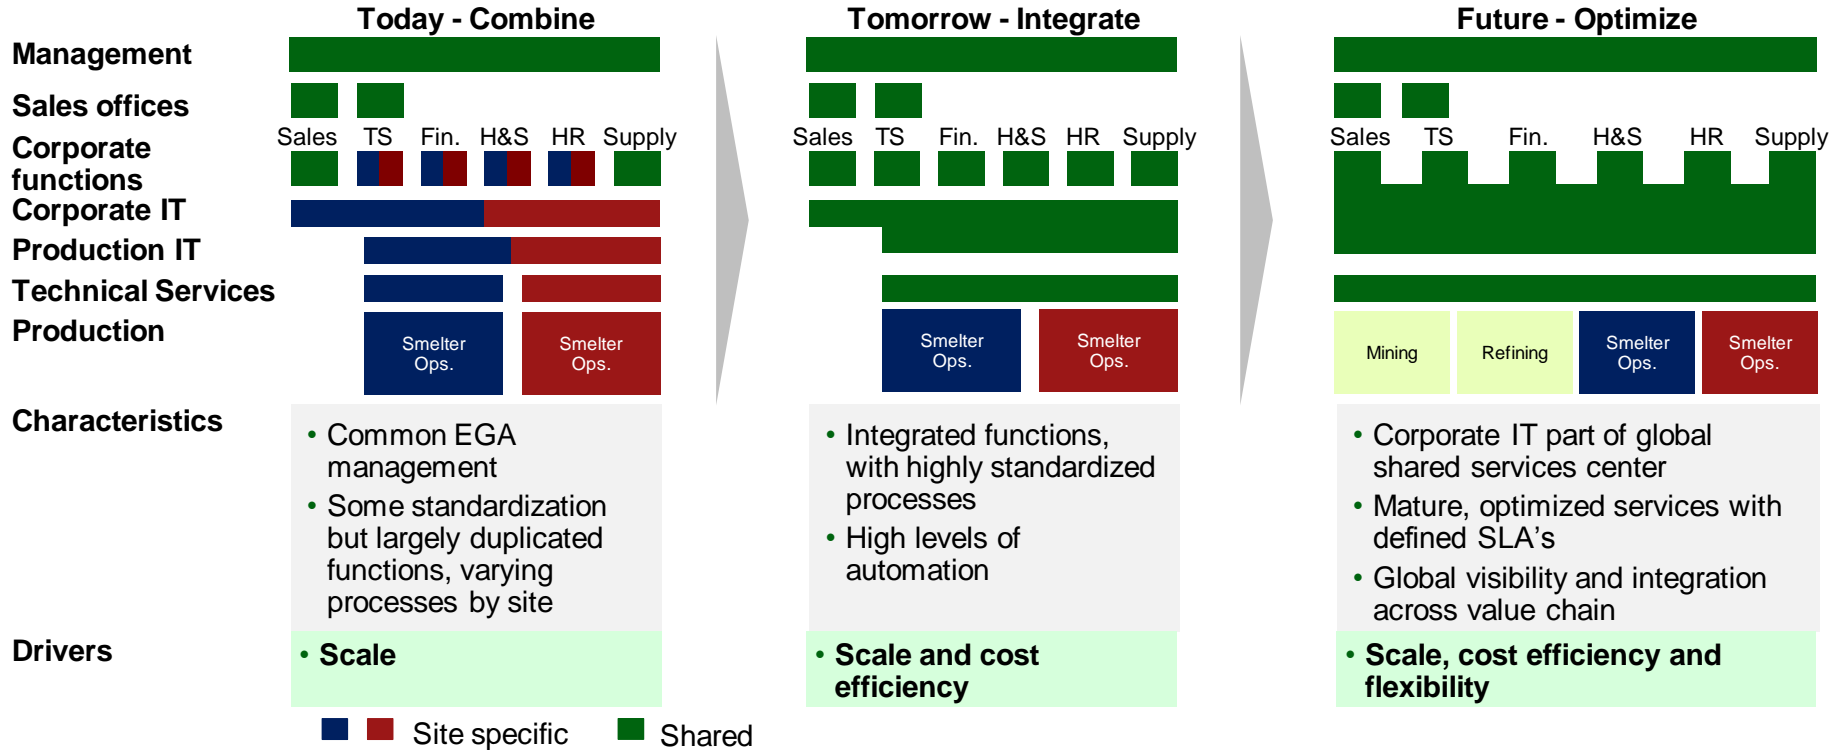 Today - Combine
Tomorrow - Integrate
Future - Optimize
Management
Sales offices
Sales TS Fin. H&S HR Supply
Sales TS Fin. H&S HR Supply
Sales TS Fin. H&S HR Supply
Corporate
functions
Corporate IT
Production IT
Technical Services
Production
Smelter
Ops.
Smelter
Ops.
Smelter
Ops.
Smelter
Ops.
Mining
Refining
Smelter
Ops.
Smelter
Ops.
Characteristics
• Common EGA
management
• Some standardization
but largely duplicated
functions, varying
processes by site
• Integrated functions,
with highly standardized
processes
• High levels of
automation
• Corporate IT part of global
shared services center
• Mature, optimized services with
defined SLA's
• Global visibility and integration
across value chain
Drivers
• Scale
• Scale and cost
efficiency
• Scale, cost efficiency and
flexibility
Site specific
Shared